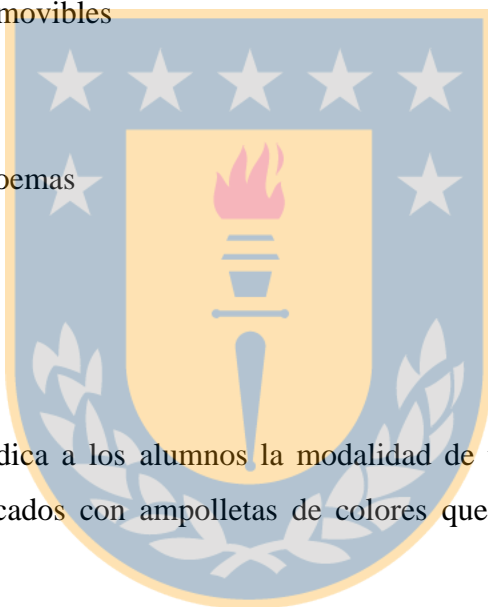 movibles
oemas
dica a los alumnos la modalidad de
cados con ampolletas de colores que